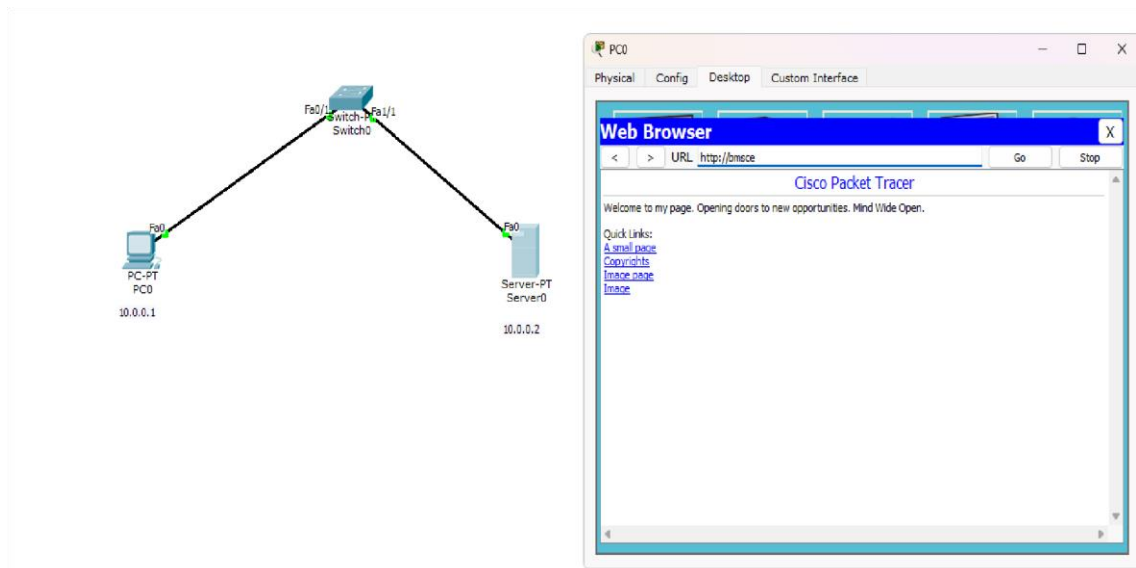 Fa0/1
Fa1/1
Switch-P
Switch0
Fa0
PC-PT
PC0
10.0.0.1
Fa0
Server-PT
Server0
10.0.0.2
PC0
Physical Config Desktop Custom Interface
Web Browser X
< > URL http://bmsce Go Stop
Cisco Packet Tracer
Welcome to my page. Opening doors to new opportunities. Mind Wide Open.
Quick Links:
A small page
Copyrights
Image page
Image